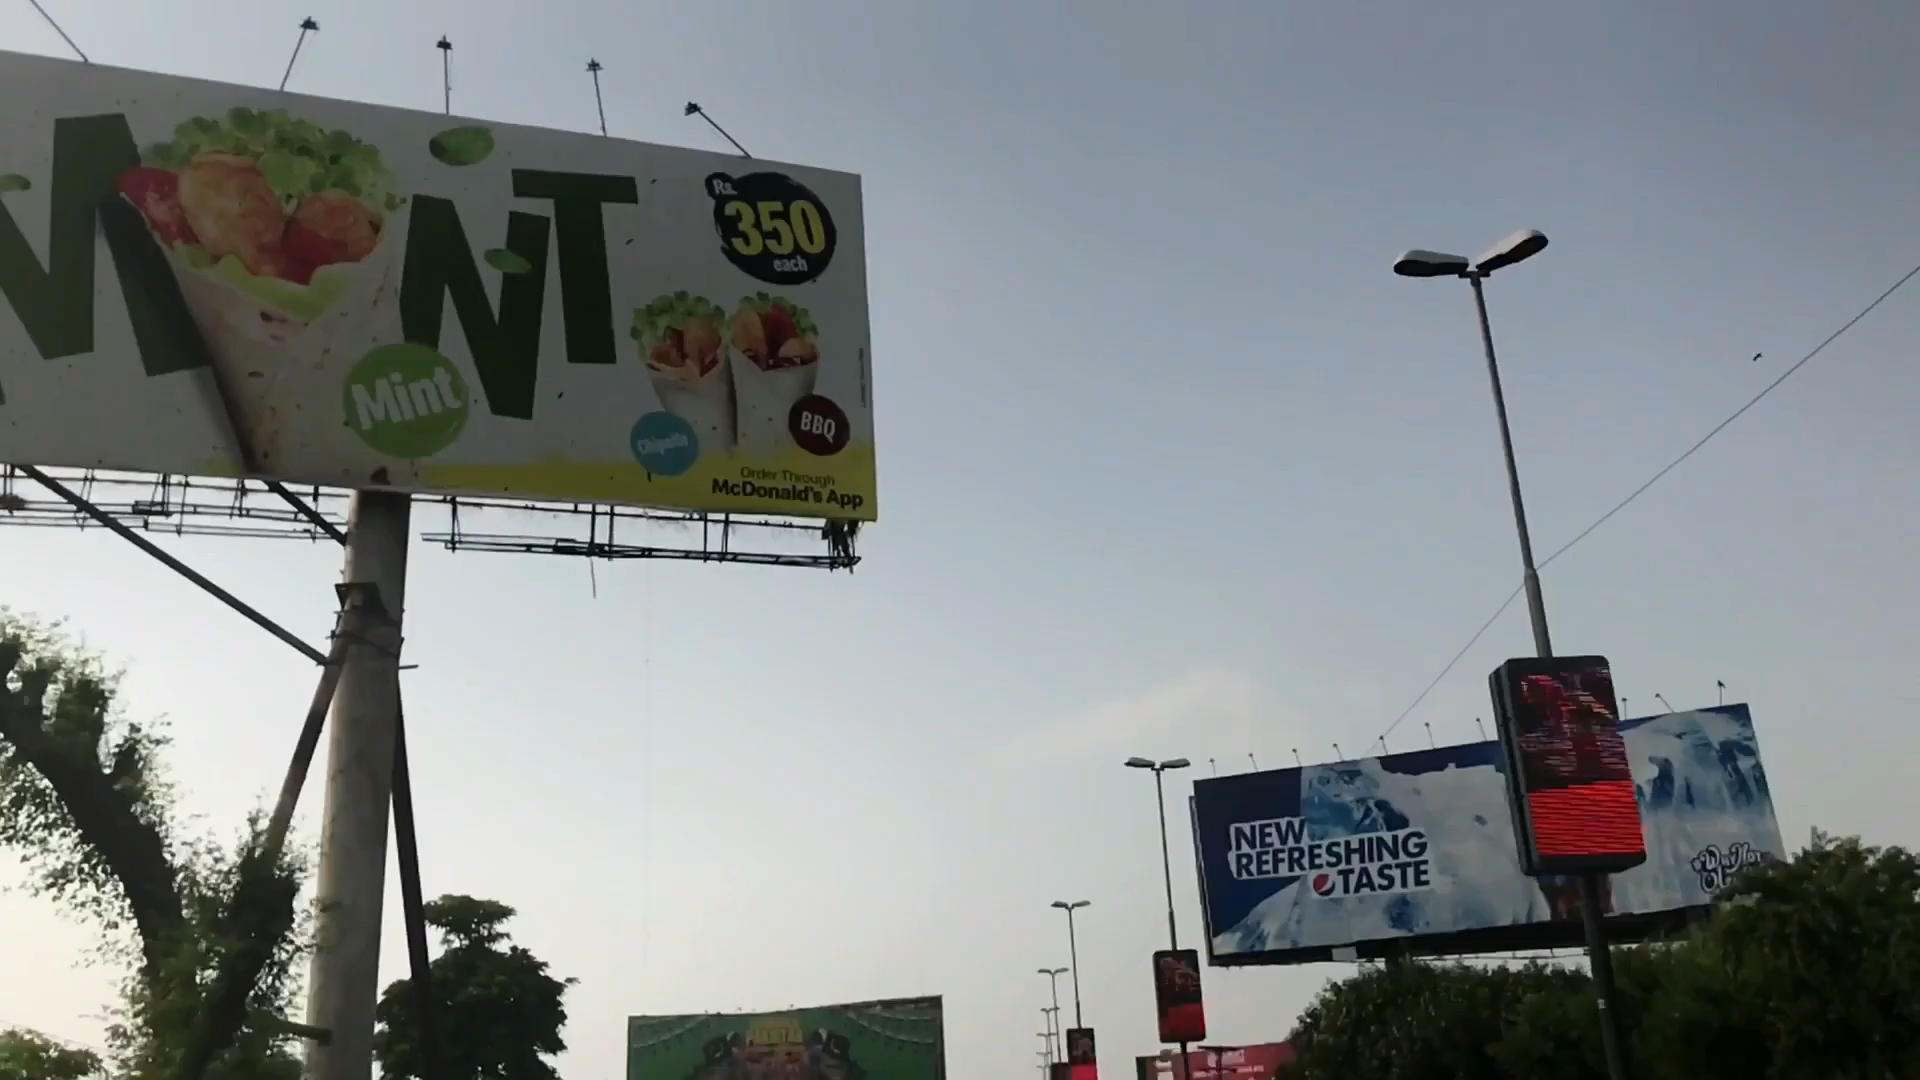 MINT
Rs.
350
each
Mint
Chipotle
BBQ
Order Through
McDonald's App
NEW
REFRESHING
TASTE